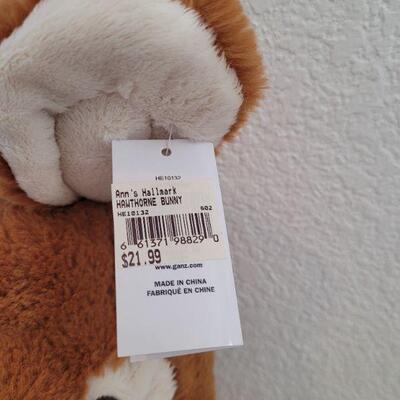 HE10132
Ann's Hallmark
HAWTHORNE BUNNY
HE10132 602
6 61371 98829 0
$21.99
www.ganz.com
MADE IN CHINA
FABRIQUÉ EN CHINE